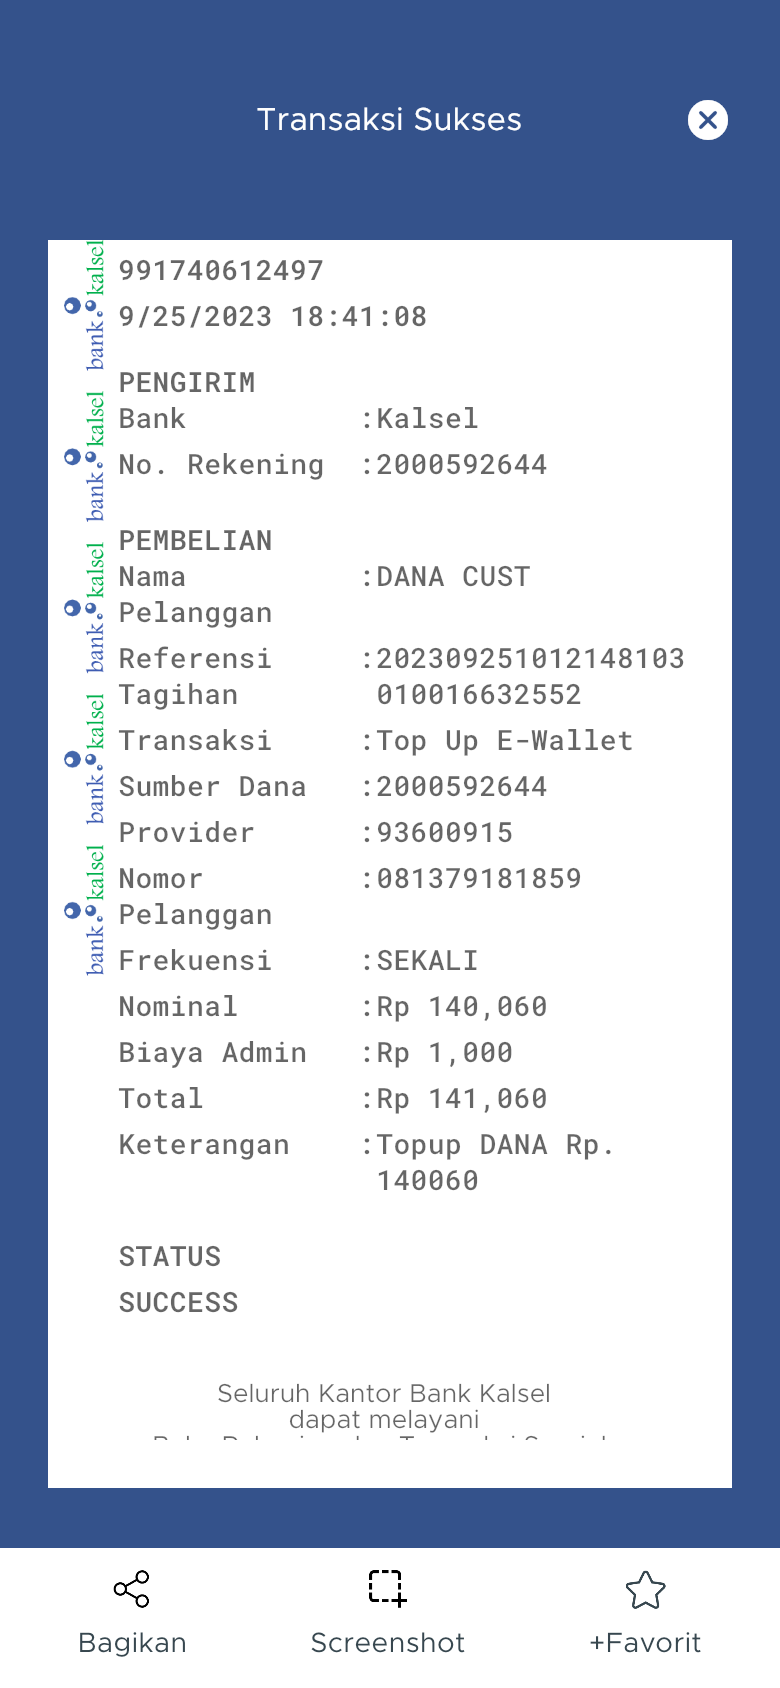 Transaksi Sukses
991740612497
9/25/2023 18:41:08
PENGIRIM
Bank :Kalsel
No. Rekening :2000592644
PEMBELIAN
Nama :DANA CUST
Pelanggan
Referensi :202309251012148103
Tagihan 010016632552
Transaksi :Top Up E-Wallet
Sumber Dana :2000592644
Provider :93600915
Nomor :081379181859
Pelanggan
Frekuensi :SEKALI
Nominal :Rp 140,060
Biaya Admin :Rp 1,000
Total :Rp 141,060
Keterangan :Topup DANA Rp.
140060
STATUS
SUCCESS
Seluruh Kantor Bank Kalsel
dapat melayani
bank kalsel
bank kalsel
bank kalsel
bank kalsel
bank kalsel
Bagikan Screenshot +Favorit